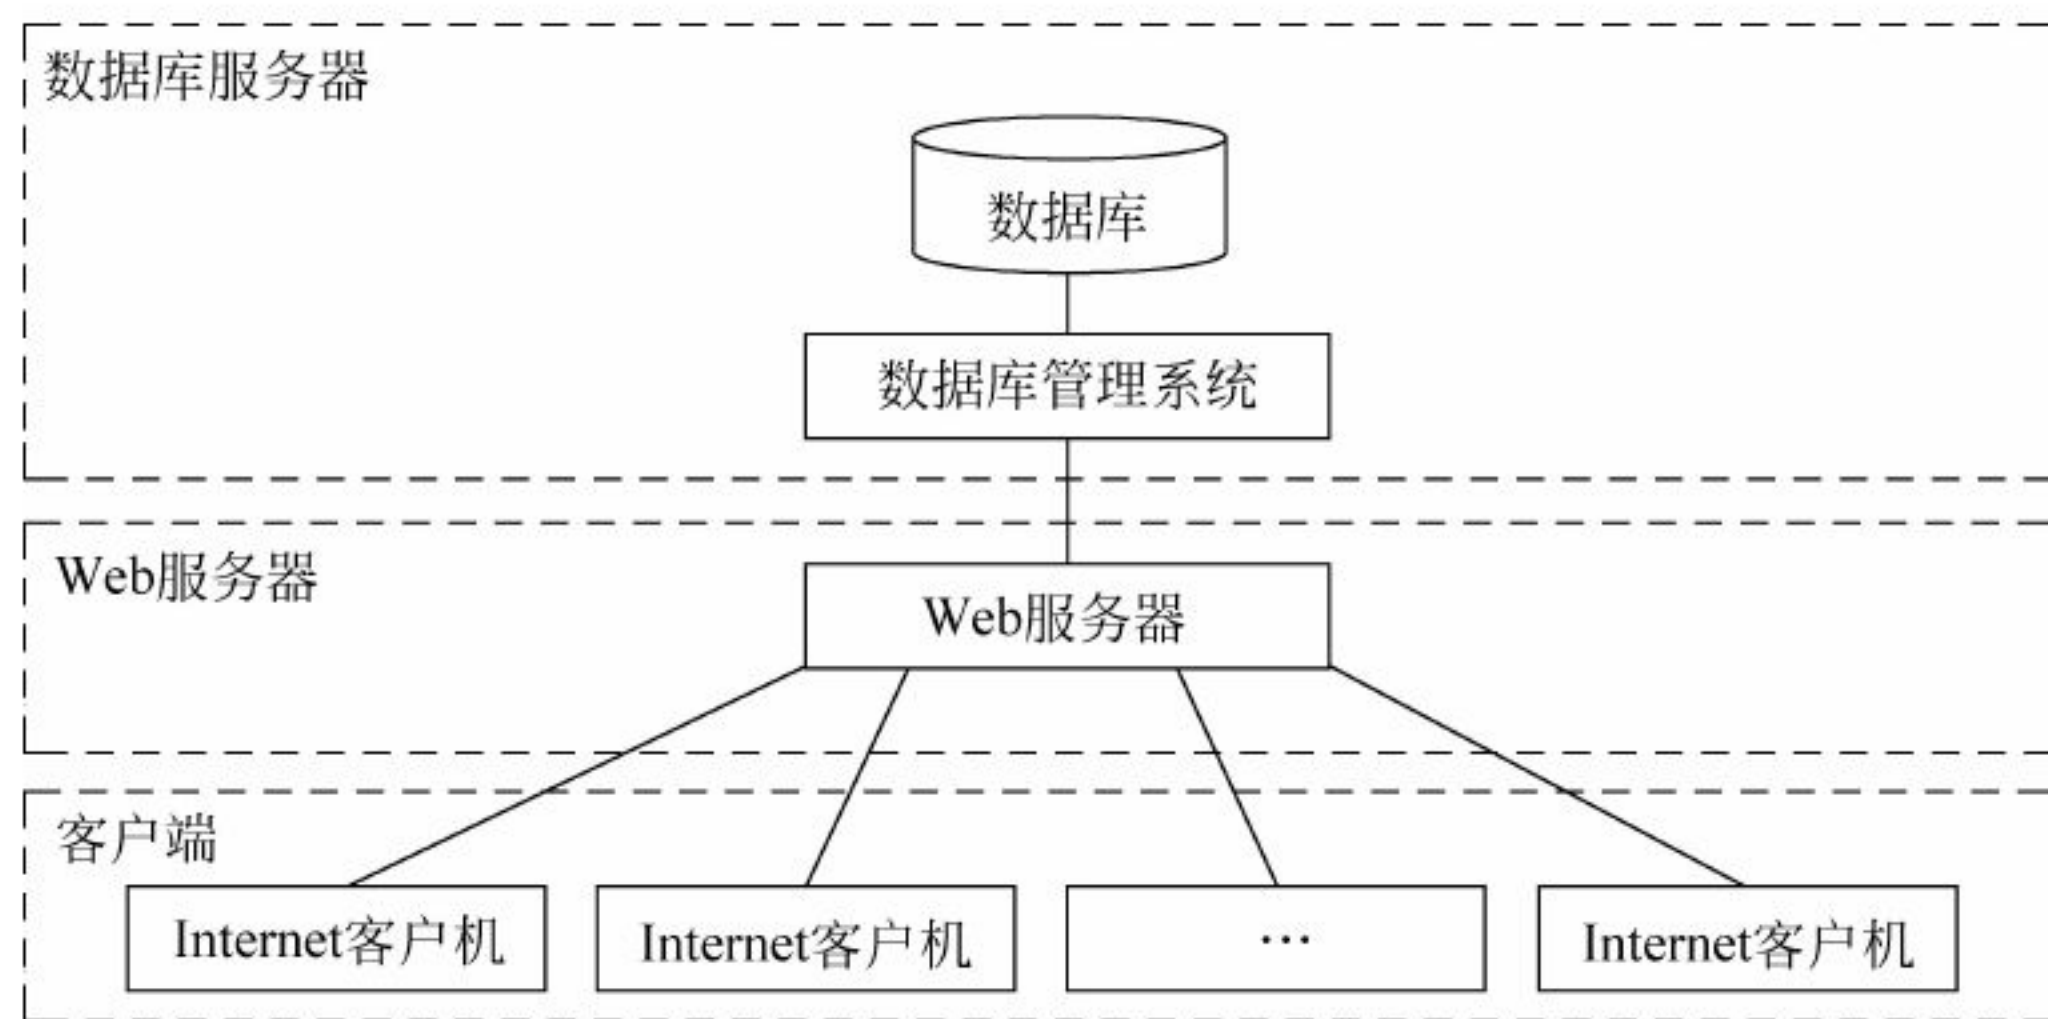 数据库服务器
数据库
数据库管理系统
Web服务器
Web服务器
客户端
Internet客户机
Internet客户机
…
Internet客户机